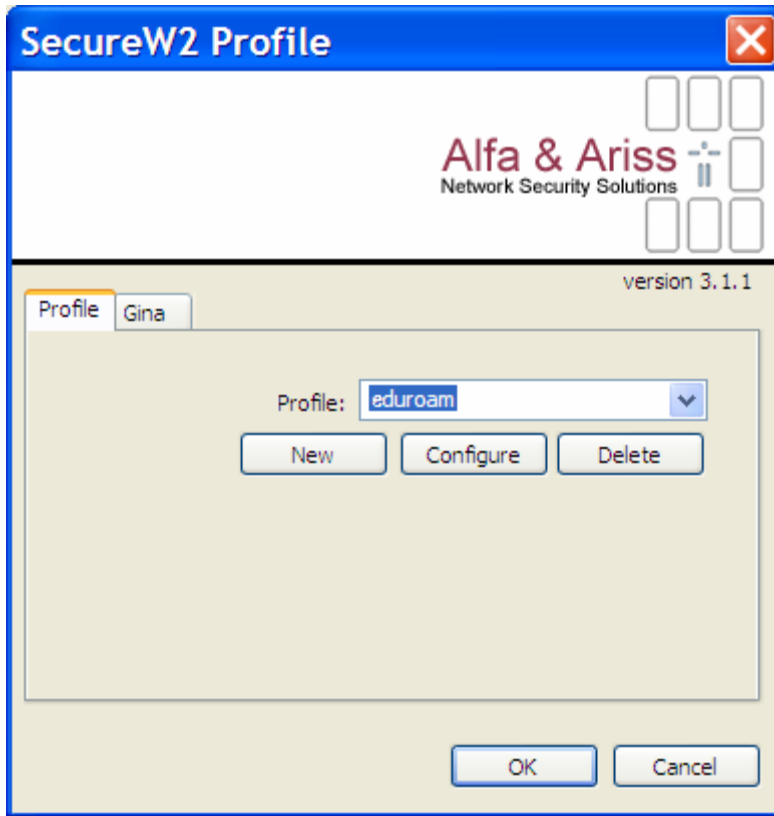 SecureW2 Profile
Alfa & Ariss
Network Security Solutions
version 3.1.1
Profile Gina
Profile: eduroam
New Configure Delete
OK Cancel